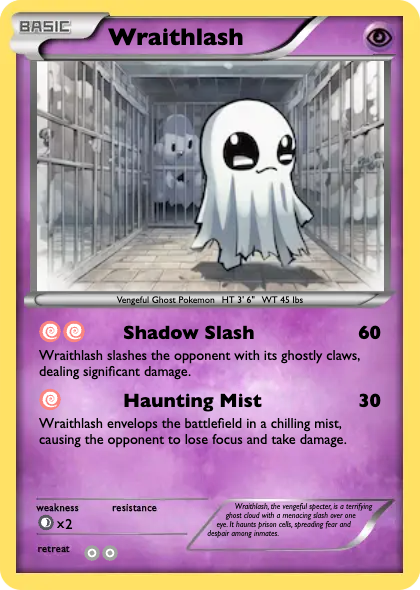 BASIC
Wraithlash
Vengeful Ghost Pokemon HT 3' 6" WT 45 lbs
Shadow Slash 60
Wraithlash slashes the opponent with its ghostly claws,
dealing significant damage.
Haunting Mist 30
Wraithlash envelops the battlefield in a chilling mist,
causing the opponent to lose focus and take damage.
weakness resistance
x2
Wraithlash, the vengeful specter, is a terrifying
ghost cloud with a menacing slash over one
eye. It haunts prison cells, spreading fear and
despair among inmates.
retreat